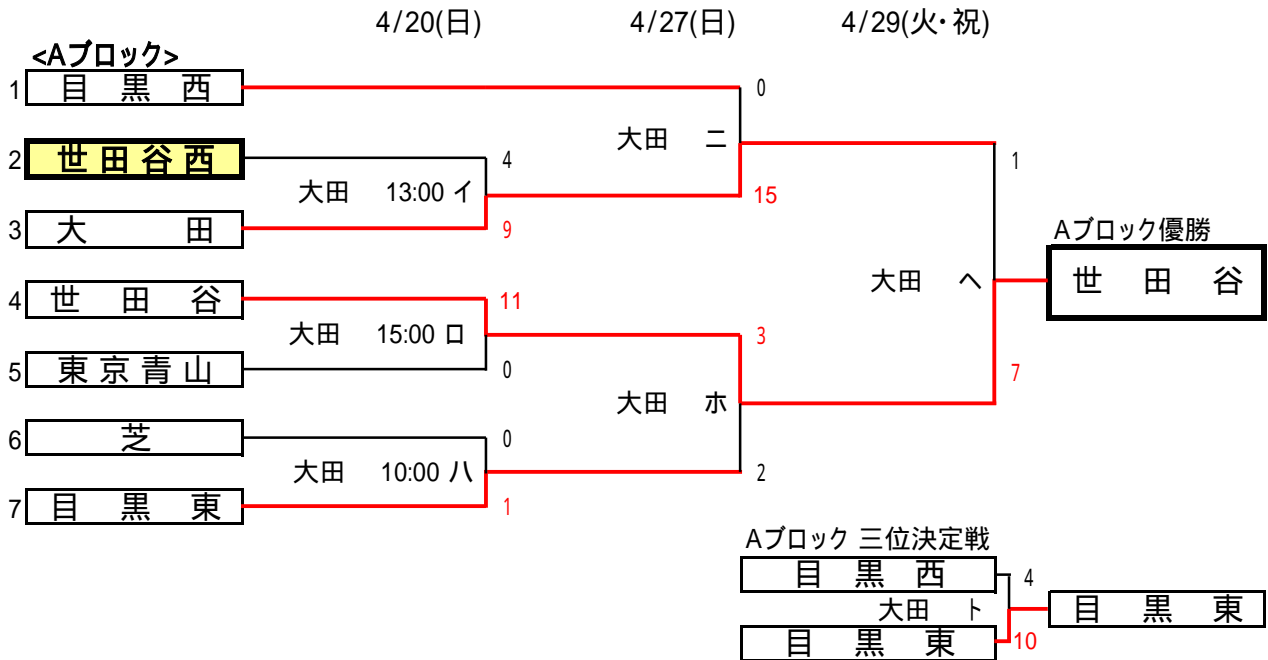 4/20(日) 4/27(日) 4/29(火・祝)
<Aブロック>
1 目黒西
0
大田 ニ
2 世田谷西
4
1
大田 13:00 イ
15
3 大田
9
Aブロック優勝
大田 ヘ
世田谷
4 世田谷
11
大田 15:00 ロ
3
5 東京青山
0
7
大田 ホ
6 芝
0
大田 10:00 ハ
2
7 目黒東
1
Aブロック 三位決定戦
目黒西
4
大田 ト
目黒東
目黒東
10